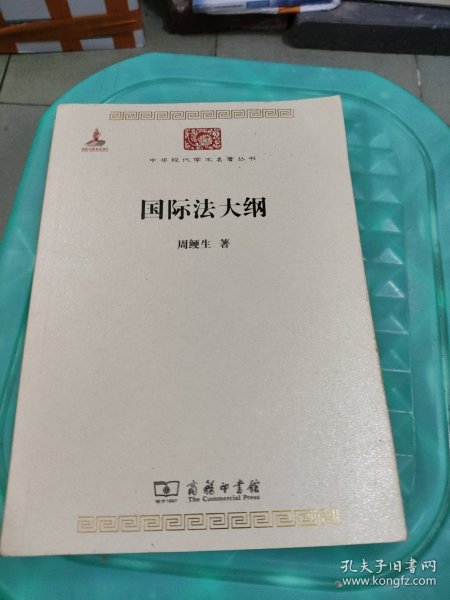 中华现代学术名著丛书
国际法大纲
周鲠生 著
商务印书馆
The Commercial Press
孔夫子旧书网
www.kongfz.com